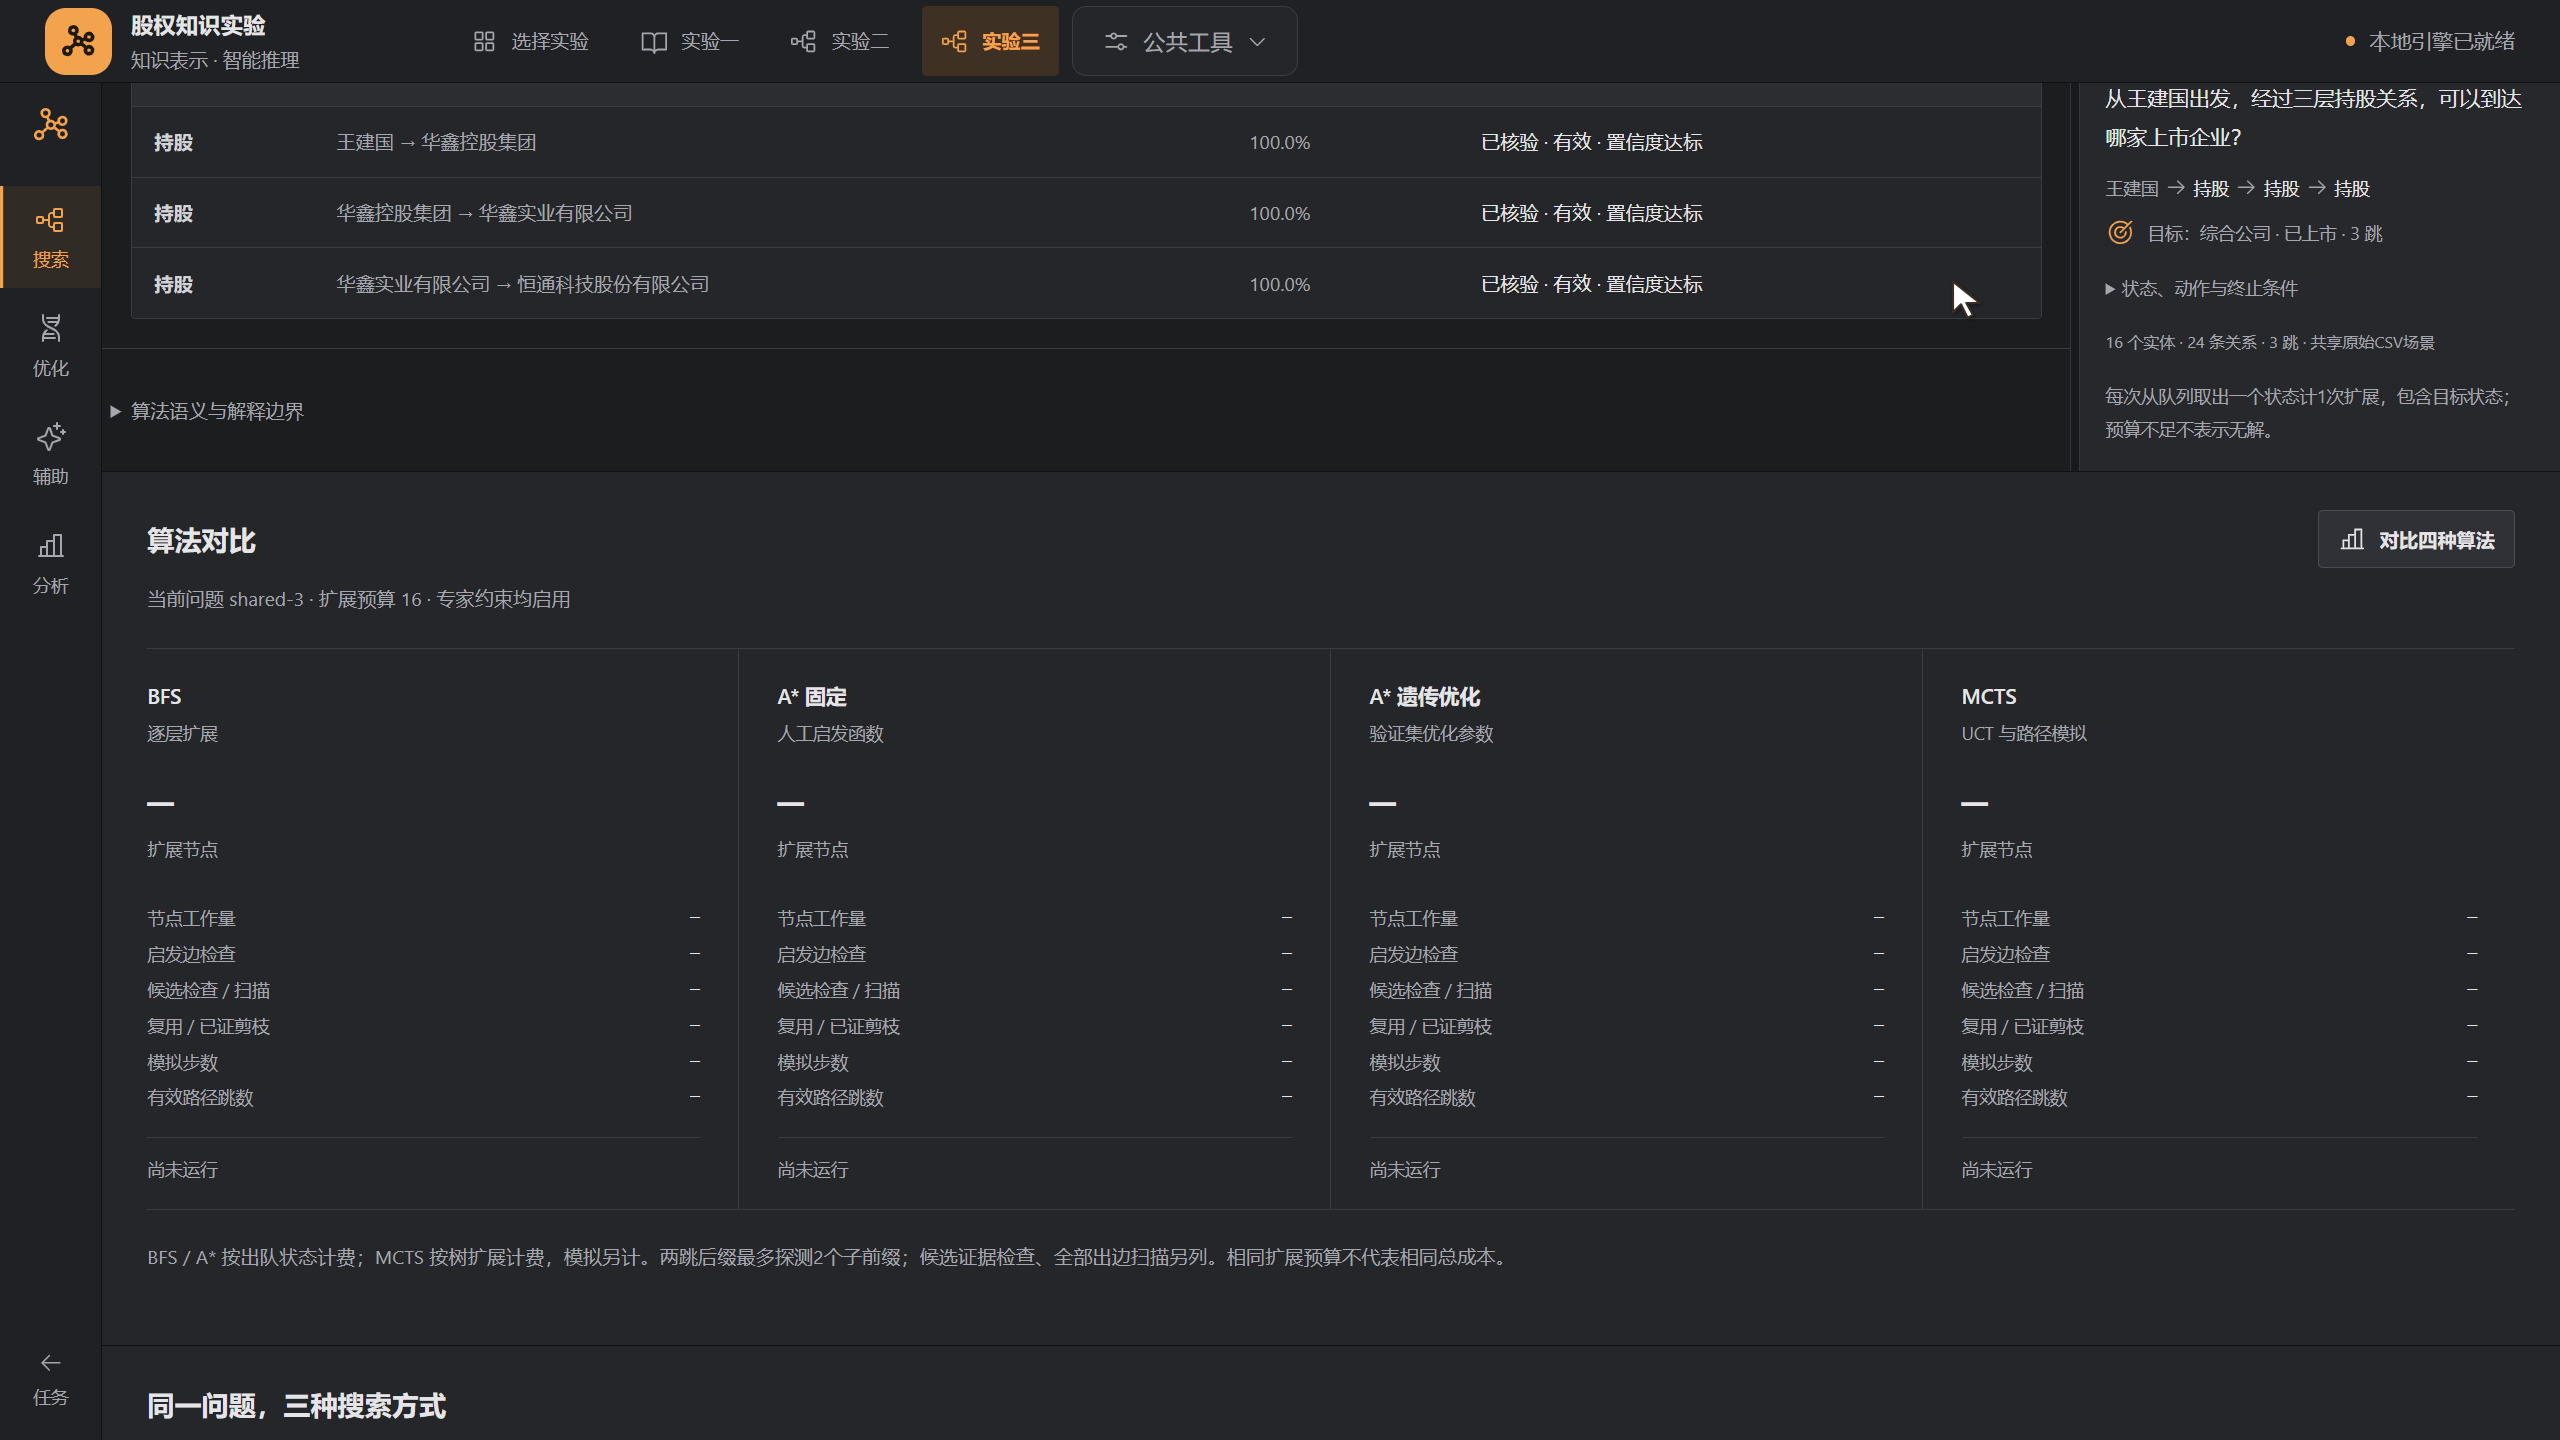 股权知识实验
知识表示 · 智能推理
选择实验
实验一
实验二
实验三
公共工具
本地引擎已就绪
搜索
优化
辅助
分析
任务
持股 王建国 → 华鑫控股集团 100.0% 已核验 · 有效 · 置信度达标
持股 华鑫控股集团 → 华鑫实业有限公司 100.0% 已核验 · 有效 · 置信度达标
持股 华鑫实业有限公司 → 恒通科技股份有限公司 100.0% 已核验 · 有效 · 置信度达标
算法语义与解释边界
从王建国出发，经过三层持股关系，可以到达
哪家上市企业？
王建国 → 持股 → 持股 → 持股
目标：综合公司 · 已上市 · 3 跳
状态、动作与终止条件
16 个实体 · 24 条关系 · 3 跳 · 共享原始CSV场景
每次从队列取出一个状态计1次扩展，包含目标状态；
预算不足不表示无解。
算法对比
对比四种算法
当前问题 shared-3 · 扩展预算 16 · 专家约束均启用
BFS
逐层扩展
—
扩展节点
节点工作量 –
启发边检查 –
候选检查 / 扫描 –
复用 / 已证剪枝 –
模拟步数 –
有效路径跳数 –
尚未运行
A* 固定
人工启发函数
—
扩展节点
节点工作量 –
启发边检查 –
候选检查 / 扫描 –
复用 / 已证剪枝 –
模拟步数 –
有效路径跳数 –
尚未运行
A* 遗传优化
验证集优化参数
—
扩展节点
节点工作量 –
启发边检查 –
候选检查 / 扫描 –
复用 / 已证剪枝 –
模拟步数 –
有效路径跳数 –
尚未运行
MCTS
UCT 与路径模拟
—
扩展节点
节点工作量 –
启发边检查 –
候选检查 / 扫描 –
复用 / 已证剪枝 –
模拟步数 –
有效路径跳数 –
尚未运行
BFS / A* 按出队状态计费；MCTS 按树扩展计费，模拟另计。两跳后缀最多探测2个子前缀；候选证据检查、全部出边扫描另列。相同扩展预算不代表相同总成本。
同一问题，三种搜索方式